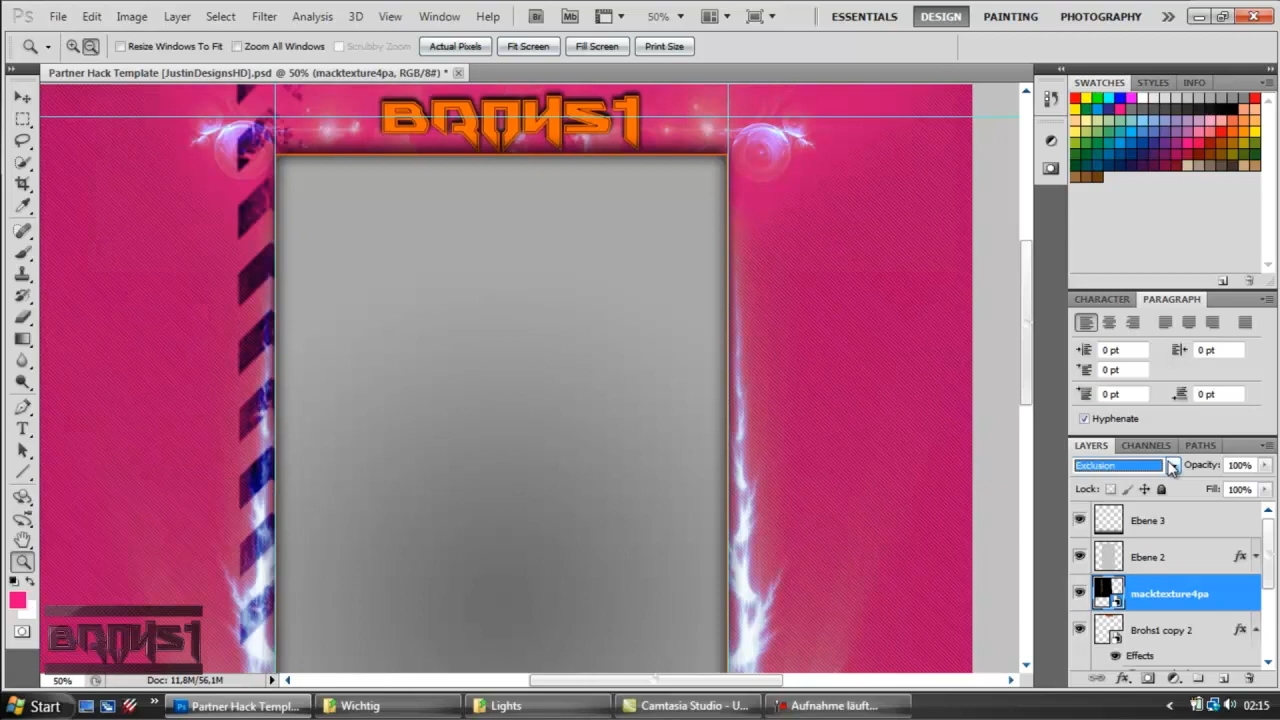 Ps File Edit Image Layer Select Filter Analysis 3D View Window Help Br Mb 50% ESSENTIALS DESIGN PAINTING PHOTOGRAPHY
Resize Windows To Fit Zoom All Windows Scrubby Zoom Actual Pixels Fit Screen Fill Screen Print Size
Partner Hack Template [JustinDesignsHD].psd @ 50% (macktexture4pa, RGB/8#) *
SWATCHES STYLES INFO
BROHS1
CHARACTER PARAGRAPH
0 pt 0 pt
0 pt
0 pt 0 pt
Hyphenate
LAYERS CHANNELS PATHS
Exclusion Opacity: 100%
Lock: Fill: 100%
Ebene 3
Ebene 2 fx
macktexture4pa
Brohs1 copy 2 fx
Effects
BROHS1
50% Doc: 11,8M/56,1M
Start Partner Hack Templ... Wichtig Lights Camtasia Studio - U... Aufnahme läuft... 02:15